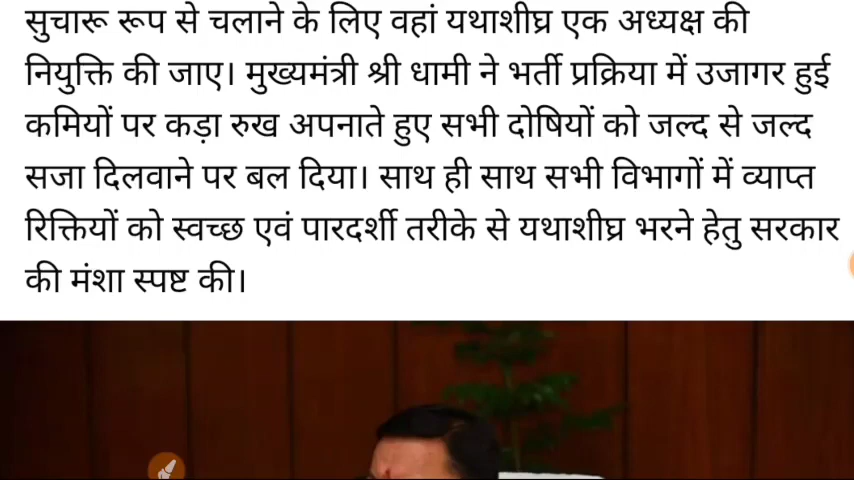 सुचारू रूप से चलाने के लिए वहां यथाशीघ्र एक अध्यक्ष की
नियुक्ति की जाए। मुख्यमंत्री श्री धामी ने भर्ती प्रक्रिया में उजागर हुई
कमियों पर कड़ा रुख अपनाते हुए सभी दोषियों को जल्द से जल्द
सजा दिलवाने पर बल दिया। साथ ही साथ सभी विभागों में व्याप्त
रिक्तियों को स्वच्छ एवं पारदर्शी तरीके से यथाशीघ्र भरने हेतु सरकार
की मंशा स्पष्ट की।